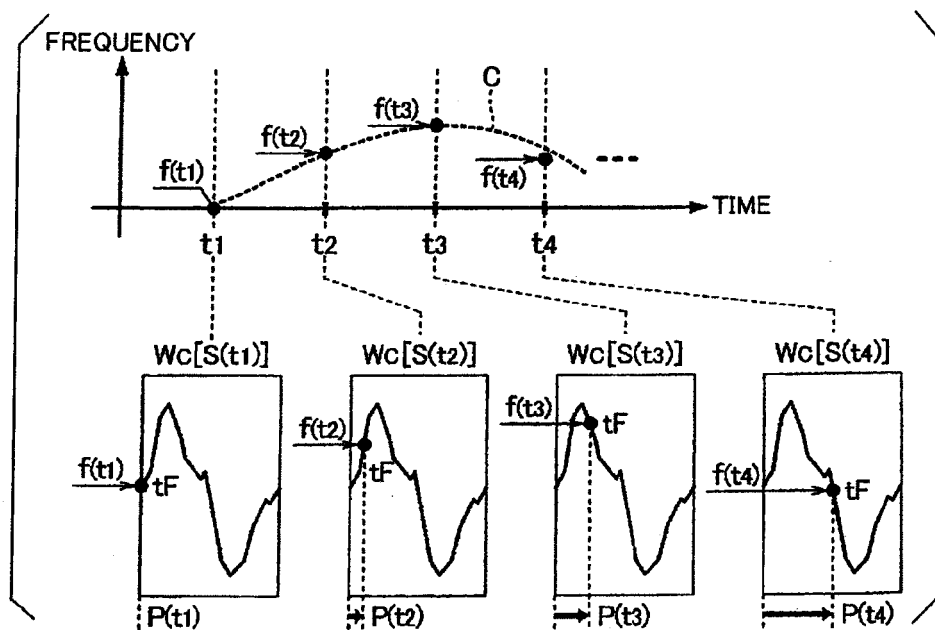 FREQUENCY
C
f(t3)
f(t2)
f(t1)
f(t4)
TIME
t1 t2 t3 t4
Wc[S(t1)] Wc[S(t2)] Wc[S(t3)] Wc[S(t4)]
f(t1) tF f(t2) tF f(t3) tF f(t4) tF
P(t1) P(t2) P(t3) P(t4)